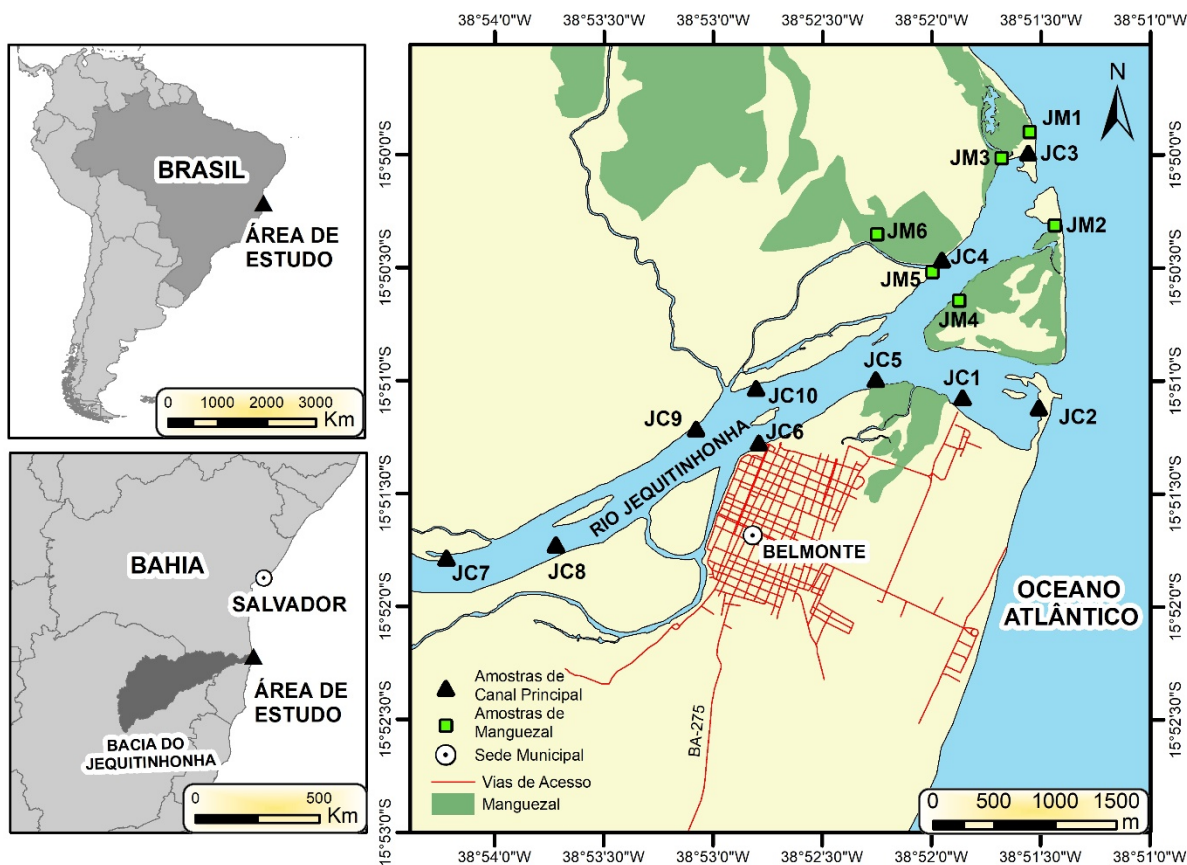 BRASIL
ÁREA DE
ESTUDO
0 1000 2000 3000
Km
BAHIA
SALVADOR
ÁREA DE
ESTUDO
BACIA DO
JEQUITINHONHA
0 500
Km
38°54'0"W 38°53'30"W 38°53'0"W 38°52'30"W 38°52'0"W 38°51'30"W 38°51'0"W
N
15°50'0"S
15°50'30"S
15°51'0"S
15°51'30"S
15°52'0"S
15°52'30"S
15°53'0"S
JM1
JC3
JM3
JM2
JM6
JC4
JM5
JM4
JC5
JC1
JC10
JC2
JC9
JC6
RIO JEQUITINHONHA
BELMONTE
JC7
JC8
OCEANO
ATLÂNTICO
BA-275
Amostras de
Canal Principal
Amostras de
Manguezal
Sede Municipal
Vias de Acesso
Manguezal
0 500 1000 1500
m
15°50'0"S
15°50'30"S
15°51'0"S
15°51'30"S
15°52'0"S
15°52'30"S
15°53'0"S
38°54'0"W 38°53'30"W 38°53'0"W 38°52'30"W 38°52'0"W 38°51'30"W 38°51'0"W